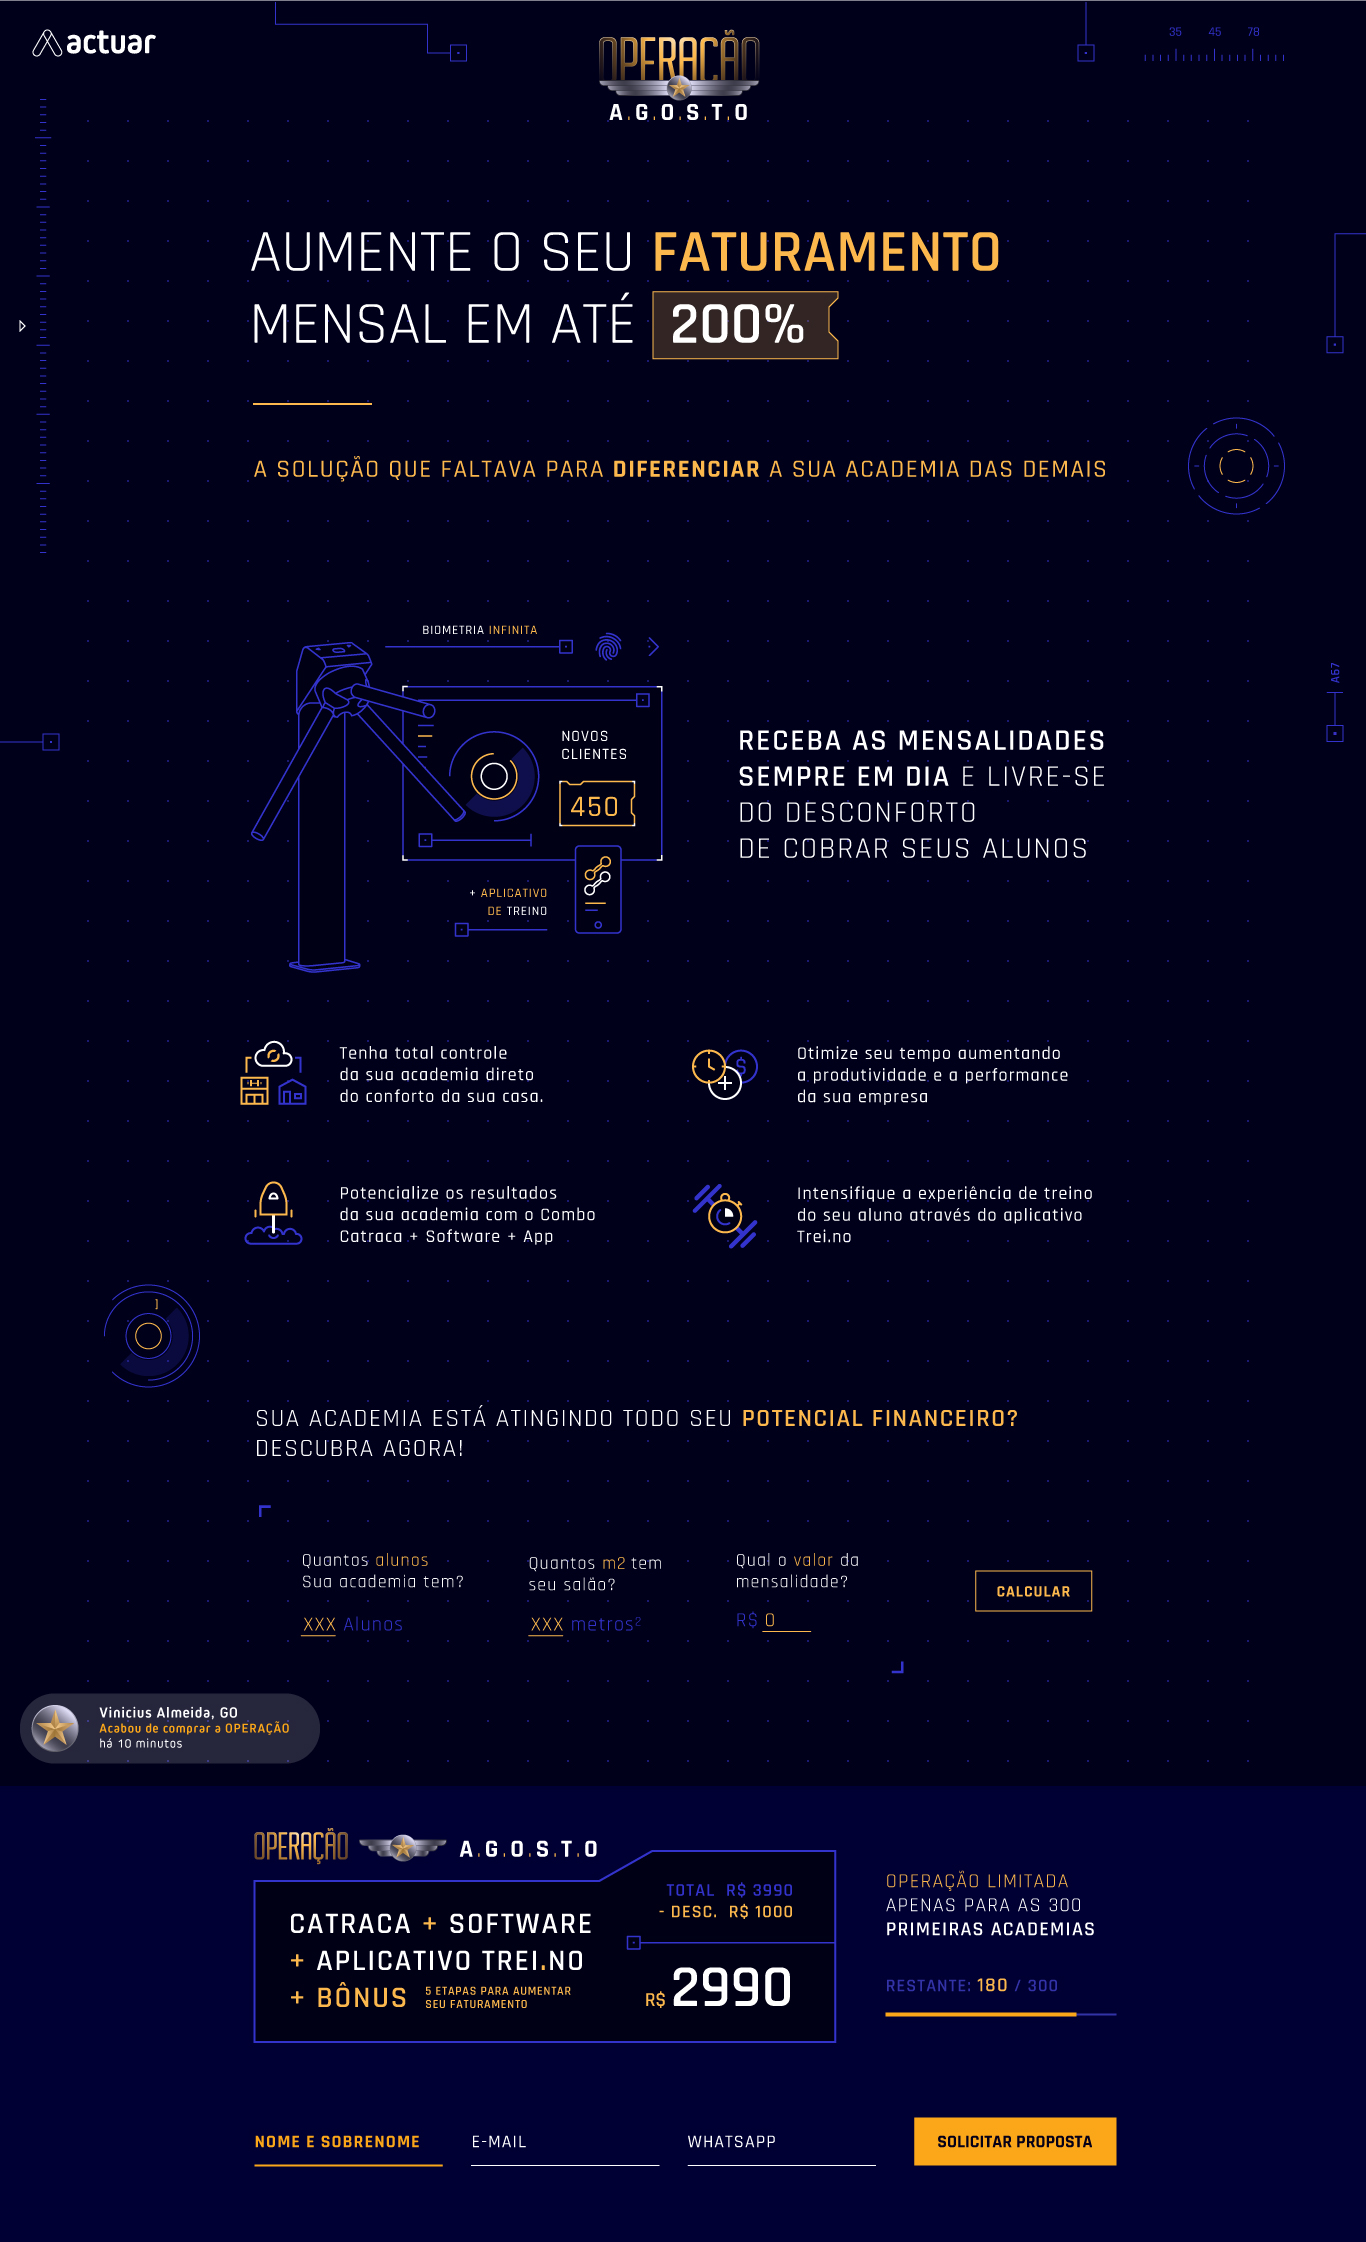 actuar
OPERAÇÃO
A.G.O.S.T.O
35 45 78
AUMENTE O SEU FATURAMENTO
MENSAL EM ATÉ 200%
A SOLUÇÃO QUE FALTAVA PARA DIFERENCIAR A SUA ACADEMIA DAS DEMAIS
BIOMETRIA INFINITA
NOVOS
CLIENTES
450
+ APLICATIVO
DE TREINO
A67
RECEBA AS MENSALIDADES
SEMPRE EM DIA E LIVRE-SE
DO DESCONFORTO
DE COBRAR SEUS ALUNOS
Tenha total controle
da sua academia direto
do conforto da sua casa.
Otimize seu tempo aumentando
a produtividade e a performance
da sua empresa
Potencialize os resultados
da sua academia com o Combo
Catraca + Software + App
Intensifique a experiência de treino
do seu aluno através do aplicativo
Trei.no
SUA ACADEMIA ESTÁ ATINGINDO TODO SEU POTENCIAL FINANCEIRO?
DESCUBRA AGORA!
Quantos alunos
Sua academia tem?
XXX Alunos
Quantos m2 tem
seu salão?
XXX metros²
Qual o valor da
mensalidade?
R$ 0
CALCULAR
Vinicius Almeida, GO
Acabou de comprar a OPERAÇÃO
há 10 minutos
OPERAÇÃO A.G.O.S.T.O
CATRACA + SOFTWARE
+ APLICATIVO TREI.NO
+ BÔNUS
5 ETAPAS PARA AUMENTAR
SEU FATURAMENTO
TOTAL R$ 3990
- DESC. R$ 1000
R$ 2990
OPERAÇÃO LIMITADA
APENAS PARA AS 300
PRIMEIRAS ACADEMIAS
RESTANTE: 180 / 300
NOME E SOBRENOME
E-MAIL
WHATSAPP
SOLICITAR PROPOSTA